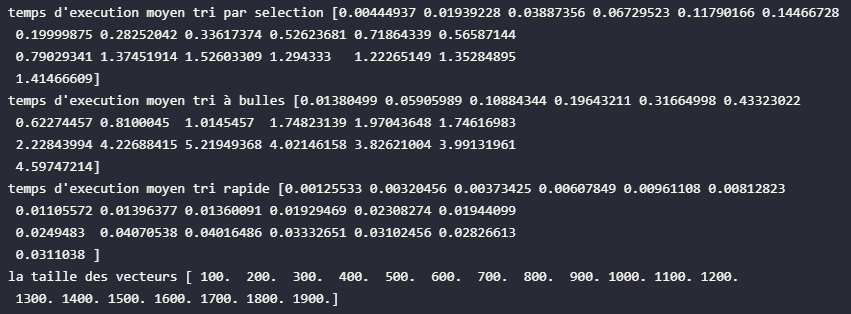 temps d'execution moyen tri par selection [0.00444937 0.01939228 0.03887356 0.06729523 0.11790166 0.14466728
0.19999875 0.28252042 0.33617374 0.52623681 0.71864339 0.56587144
0.79029341 1.37451914 1.52603309 1.294333   1.22265149 1.35284895
1.41466609]
temps d'execution moyen tri à bulles [0.01380499 0.05905989 0.10884344 0.19643211 0.31664998 0.43323022
0.62274457 0.8100045  1.0145457  1.74823139 1.97043648 1.74616983
2.22843994 4.22688415 5.21949368 4.02146158 3.82621004 3.99131961
4.59747214]
temps d'execution moyen tri rapide [0.00125533 0.00320456 0.00373425 0.00607849 0.00961108 0.00812823
0.01105572 0.01396377 0.01360091 0.01929469 0.02308274 0.01944099
0.0249483  0.04070538 0.04016486 0.03332651 0.03102456 0.02826613
0.0311038 ]
la taille des vecteurs [ 100.  200.  300.  400.  500.  600.  700.  800.  900. 1000. 1100. 1200.
1300. 1400. 1500. 1600. 1700. 1800. 1900.]